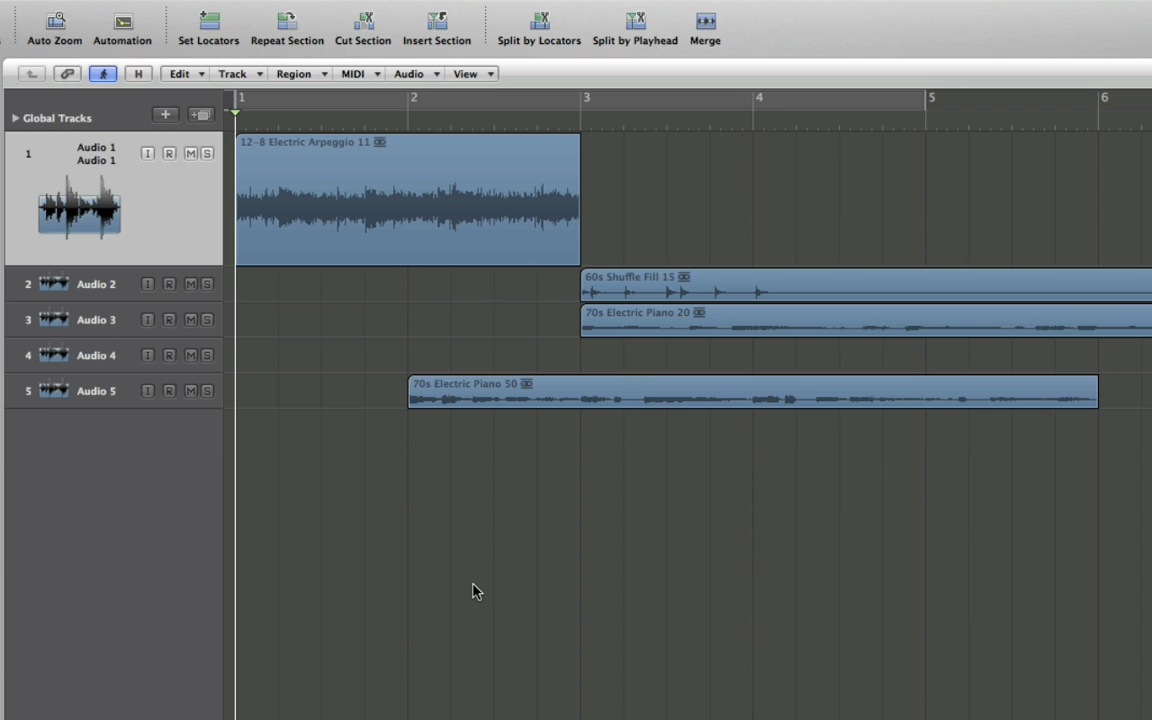 Auto Zoom Automation Set Locators Repeat Section Cut Section Insert Section Split by Locators Split by Playhead Merge
H Edit Track Region MIDI Audio View
Global Tracks
1 2 3 4 5 6
1 Audio 1 I R M S
Audio 1
12-8 Electric Arpeggio 11
2 Audio 2 I R M S
60s Shuffle Fill 15
3 Audio 3 I R M S
70s Electric Piano 20
4 Audio 4 I R M S
5 Audio 5 I R M S
70s Electric Piano 50